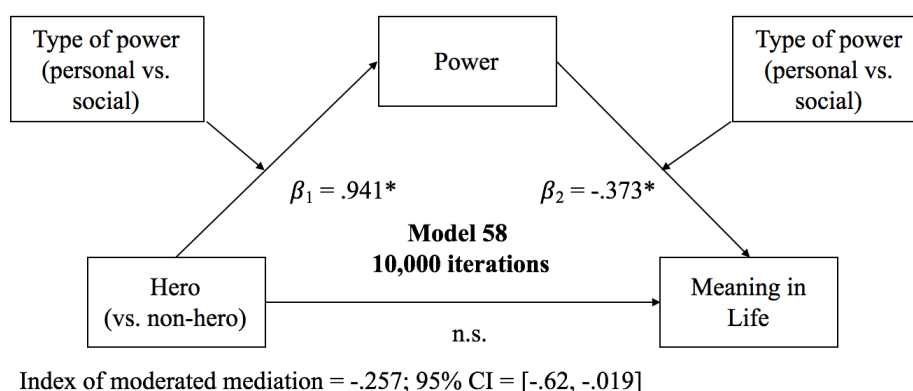 Type of power
(personal vs.
social)
Power
Type of power
(personal vs.
social)
β₁ = .941*
β₂ = -.373*
Model 58
10,000 iterations
Hero
(vs. non-hero)
n.s.
Meaning in
Life
Index of moderated mediation = -.257; 95% CI = [-.62, -.019]